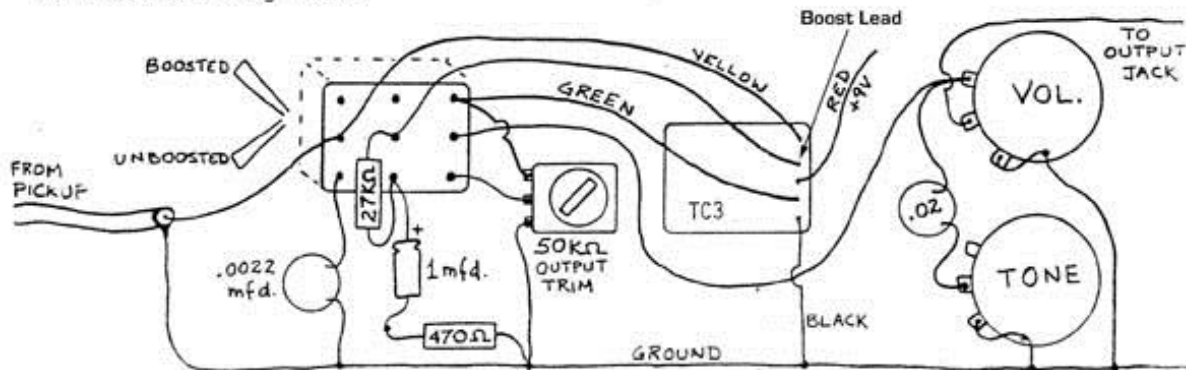 Boost Lead
BOOSTED
UNBOOSTED
FROM
PICKUP
YELLOW
GREEN
RED
+9V
TO
OUTPUT
JACK
VOL.
27KΩ
TC3
.02
50KΩ
OUTPUT
TRIM
.0022
mfd.
+
1mfd.
470Ω
BLACK
TONE
GROUND